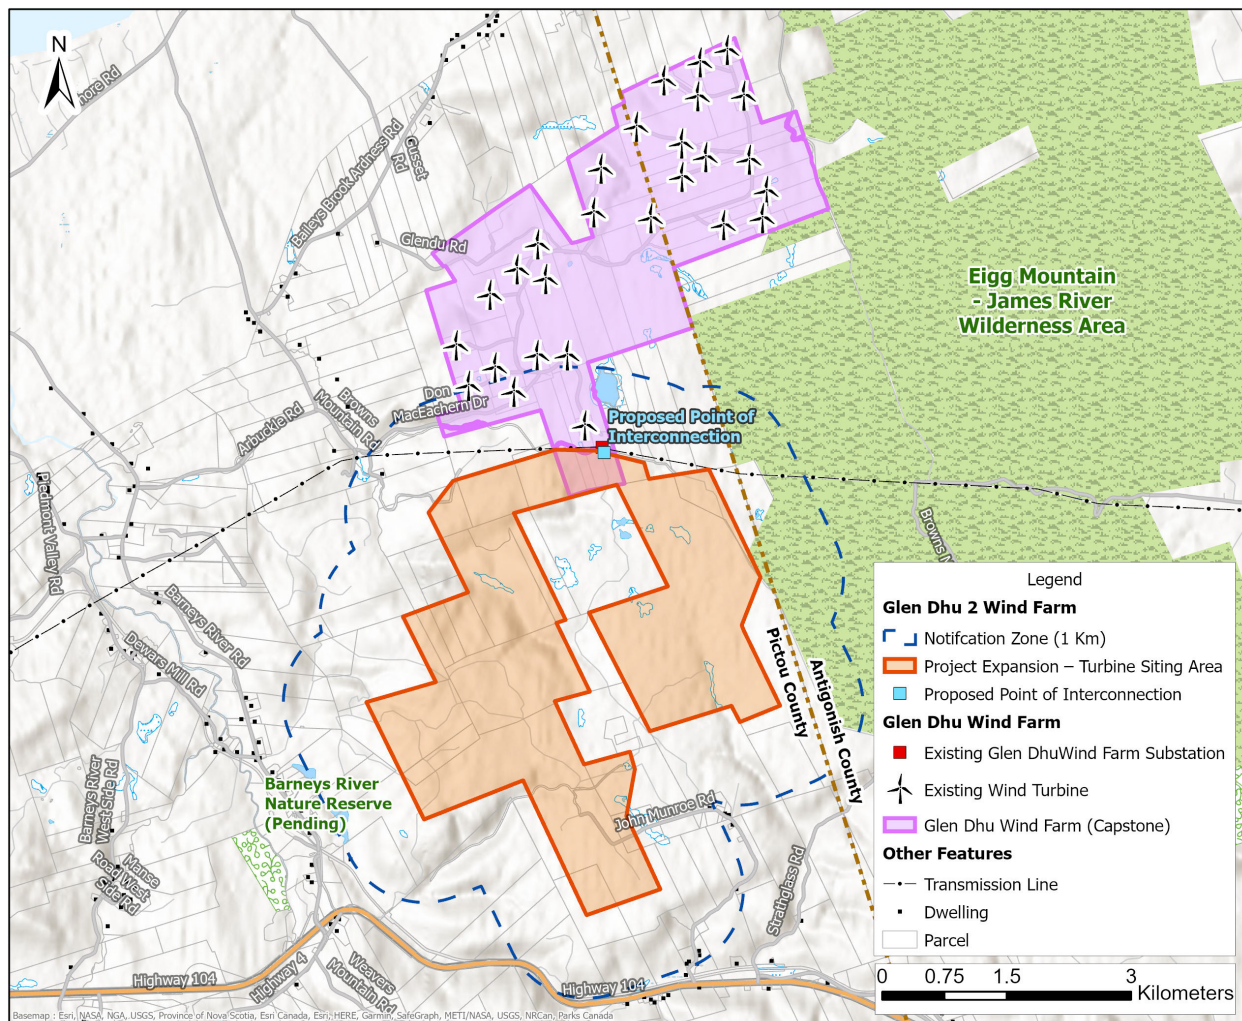 N
hore Rd
Gusset
Rd
Baileys Brook Ardness Rd
Glendu Rd
Eigg Mountain
- James River
Wilderness Area
Don
MacEachern Dr
Browns
Mountain Rd
Arbuckle Rd
Proposed Point of
Interconnection
Piedmont Valley Rd
Browns M
Barneys River Rd
Dewars Mill Rd
Pictou County
Antigonish County
Barneys River
West Side Rd
Barneys River
Nature Reserve
(Pending)
John Munroe Rd
Manse
Road West
Side Rd
Strathglass Rd
Highway 104
Highway 4
Weavers
Mountain Rd
Highway 104
Legend
Glen Dhu 2 Wind Farm
Notifcation Zone (1 Km)
Project Expansion – Turbine Siting Area
Proposed Point of Interconnection
Glen Dhu Wind Farm
Existing Glen DhuWind Farm Substation
Existing Wind Turbine
Glen Dhu Wind Farm (Capstone)
Other Features
Transmission Line
Dwelling
Parcel
0 0.75 1.5 3
Kilometers
Basemap : Esri, NASA, NGA, USGS, Province of Nova Scotia, Esri Canada, Esri, HERE, Garmin, SafeGraph, METI/NASA, USGS, NRCan, Parks Canada